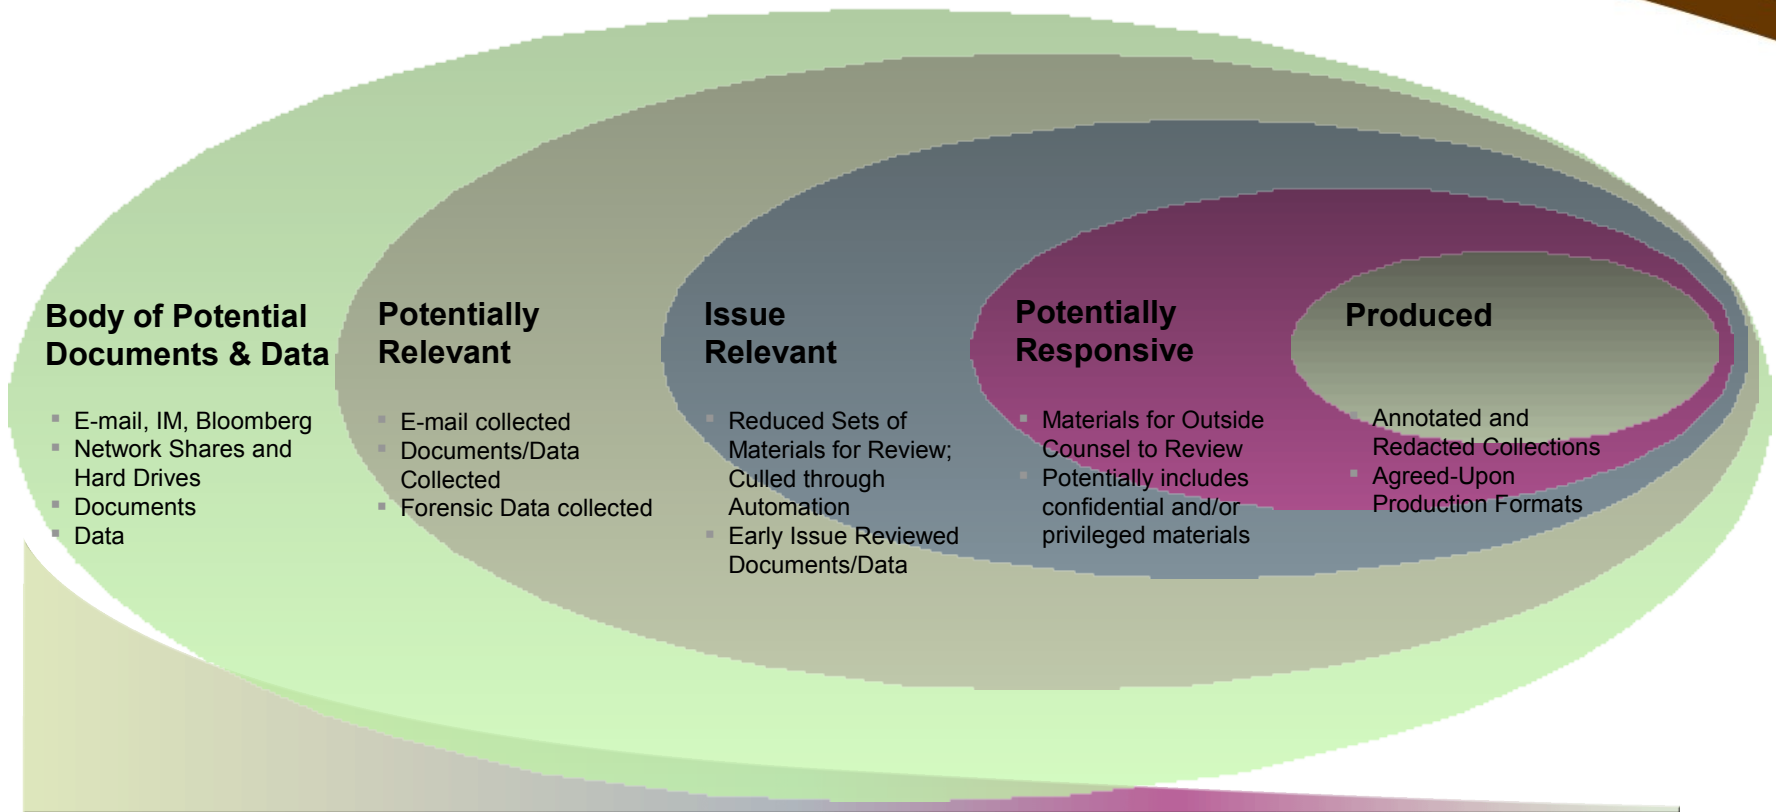 Body of Potential
Documents & Data
▪ E-mail, IM, Bloomberg
▪ Network Shares and
Hard Drives
▪ Documents
▪ Data
Potentially
Relevant
▪ E-mail collected
▪ Documents/Data
Collected
▪ Forensic Data collected
Issue
Relevant
▪ Reduced Sets of
Materials for Review;
Culled through
Automation
▪ Early Issue Reviewed
Documents/Data
Potentially
Responsive
▪ Materials for Outside
Counsel to Review
▪ Potentially includes
confidential and/or
privileged materials
Produced
▪ Annotated and
Redacted Collections
▪ Agreed-Upon
Production Formats